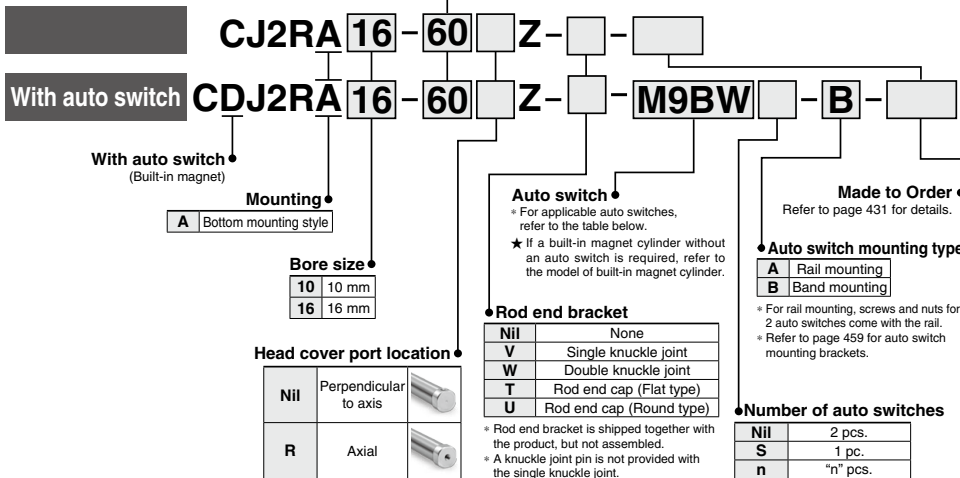 CJ2RA 16 – 60 Z – –
With auto switch CDJ2RA 16 – 60 Z – – M9BW – B –
With auto switch
(Built-in magnet)
Mounting
A Bottom mounting style
Bore size
10 10 mm
16 16 mm
Head cover port location
Nil Perpendicular to axis
R Axial
Auto switch
* For applicable auto switches,
refer to the table below.
★ If a built-in magnet cylinder without
an auto switch is required, refer to
the model of built-in magnet cylinder.
Rod end bracket
Nil None
V Single knuckle joint
W Double knuckle joint
T Rod end cap (Flat type)
U Rod end cap (Round type)
* Rod end bracket is shipped together with
the product, but not assembled.
* A knuckle joint pin is not provided with
the single knuckle joint.
Made to Order
Refer to page 431 for details.
Auto switch mounting type
A Rail mounting
B Band mounting
* For rail mounting, screws and nuts for
2 auto switches come with the rail.
* Refer to page 459 for auto switch
mounting brackets.
Number of auto switches
Nil 2 pcs.
S 1 pc.
n “n” pcs.